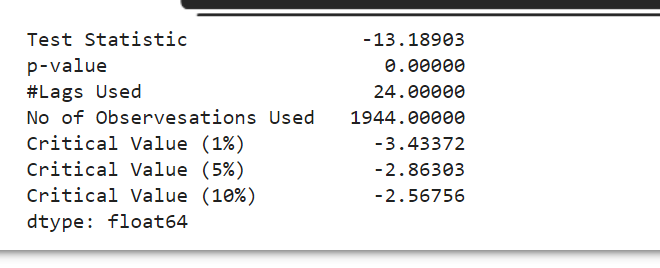 Test Statistic -13.18903
p-value 0.00000
#Lags Used 24.00000
No of Observesations Used 1944.00000
Critical Value (1%) -3.43372
Critical Value (5%) -2.86303
Critical Value (10%) -2.56756
dtype: float64